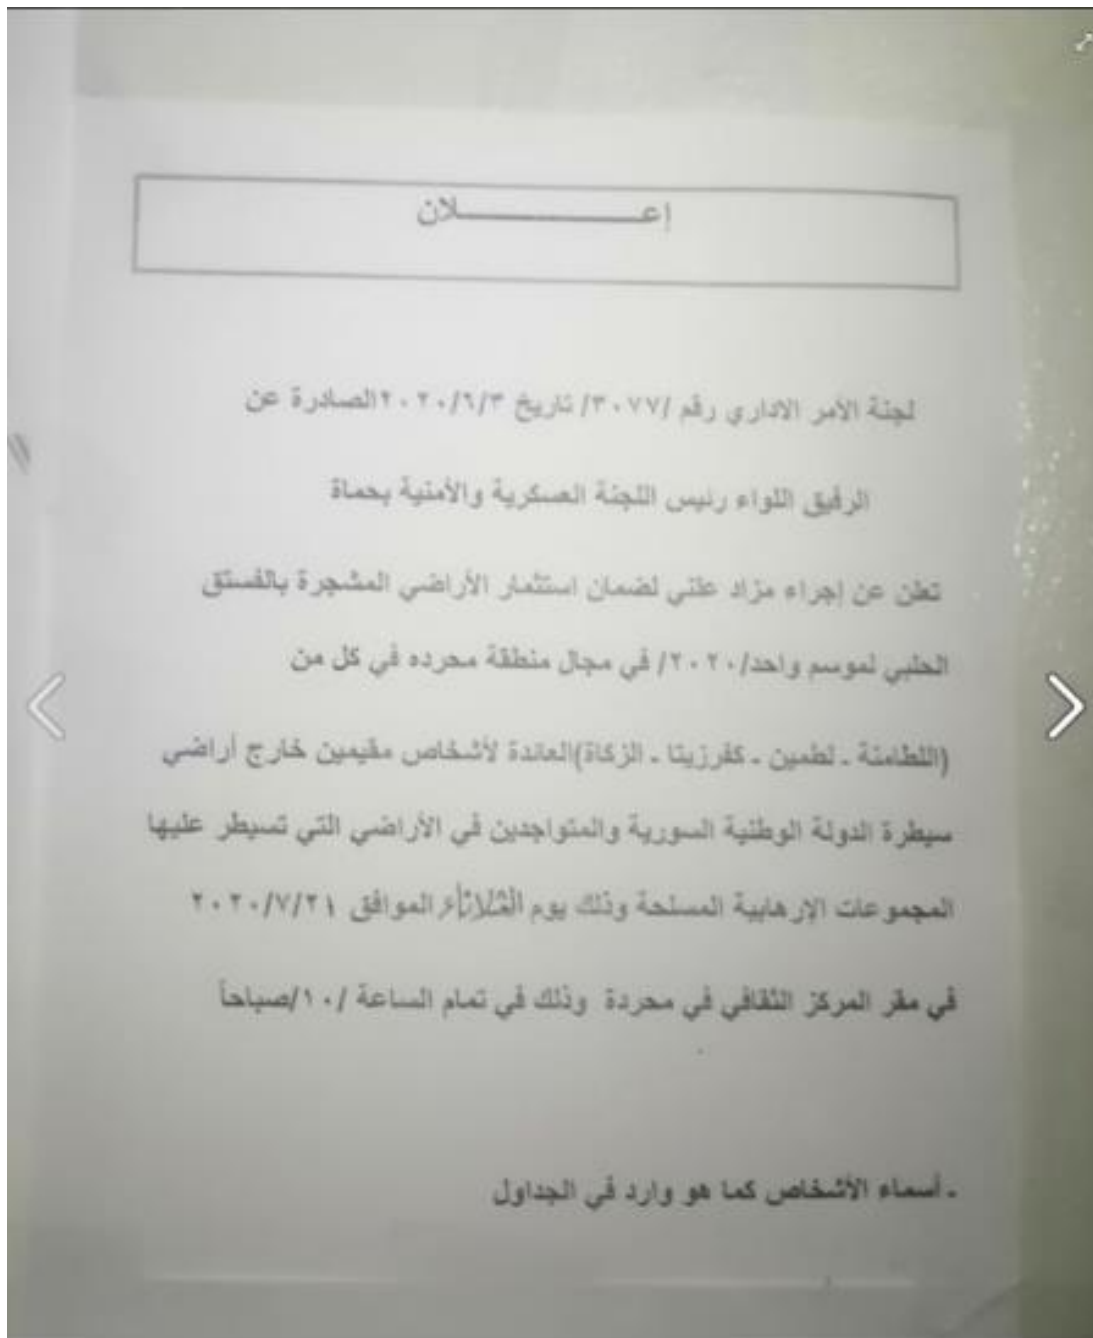 إعـــــــــــلان
لجنة الأمر الاداري رقم /٣٠٧٧/ تاريخ ٢٠٢٠/٦/٣ الصادرة عن
الرفيق اللواء رئيس اللجنة العسكرية والأمنية بحماة
تعلن عن إجراء مزاد علني لضمان استثمار الأراضي المشجرة بالفستق
الحلبي لموسم واحد/٢٠٢٠/ في مجال منطقة محرده في كل من
(اللطامنة ـ لطمين ـ كفرزيتا ـ الزكاة)العائدة لأشخاص مقيمين خارج أراضي
سيطرة الدولة الوطنية السورية والمتواجدين في الأراضي التي تسيطر عليها
المجموعات الإرهابية المسلحة وذلك يوم الثلاثاء الموافق ٢٠٢٠/٧/٢١
في مقر المركز الثقافي في محردة وذلك في تمام الساعة /١٠/صباحاً
ـ أسماء الأشخاص كما هو وارد في الجداول